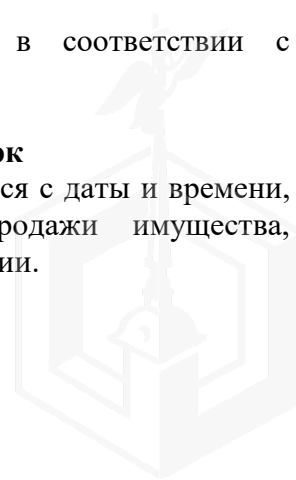 в соответствии с
ок
ся с даты и времени,
родажи имущества,
ии.